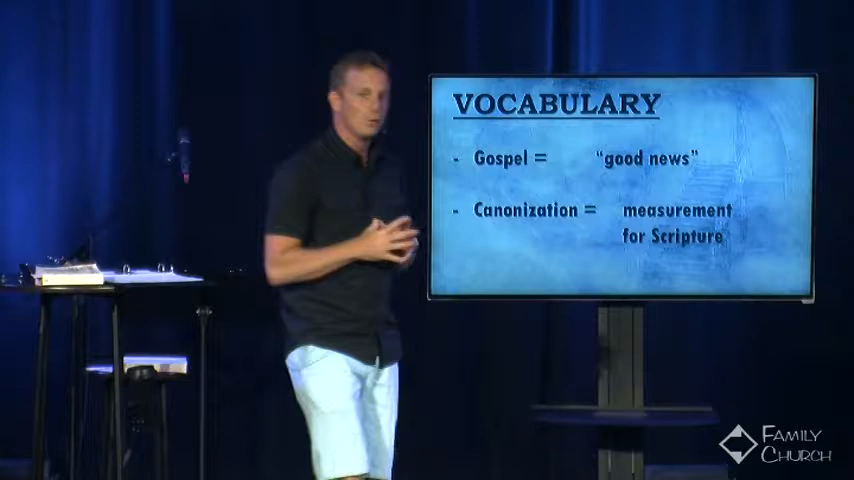 VOCABULARY
- Gospel = "good news"
- Canonization = measurement
for Scripture
FAMILY
CHURCH